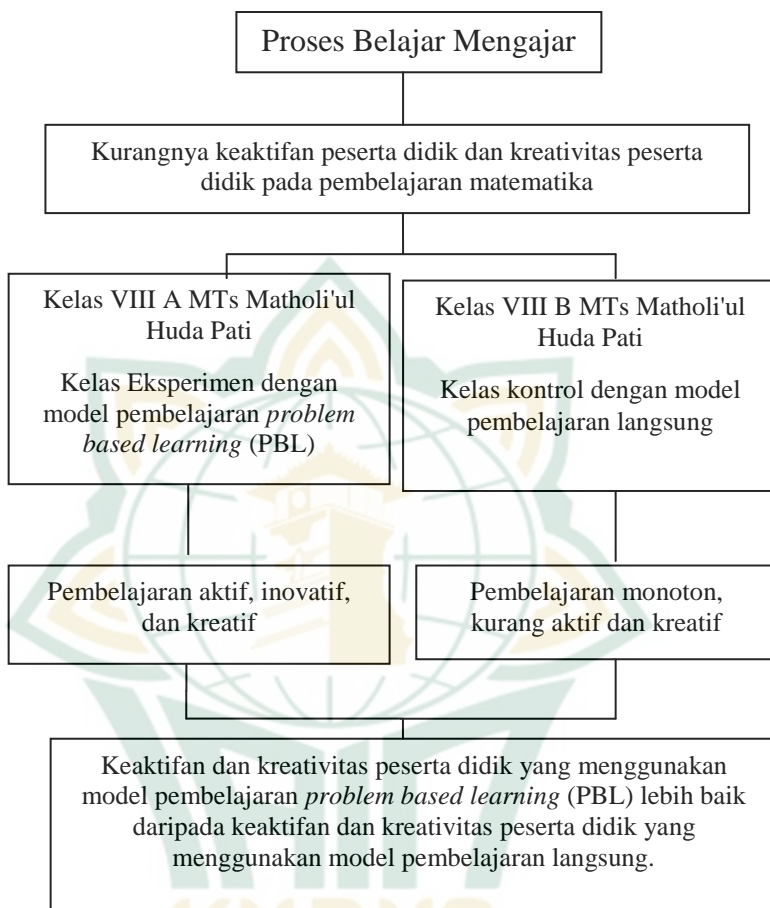 Proses Belajar Mengajar
Kurangnya keaktifan peserta didik dan kreativitas peserta
didik pada pembelajaran matematika
Kelas VIII A MTs Matholi'ul
Huda Pati
Kelas Eksperimen dengan
model pembelajaran problem
based learning (PBL)
Kelas VIII B MTs Matholi'ul
Huda Pati
Kelas kontrol dengan model
pembelajaran langsung
Pembelajaran aktif, inovatif,
dan kreatif
Pembelajaran monoton,
kurang aktif dan kreatif
Keaktifan dan kreativitas peserta didik yang menggunakan
model pembelajaran problem based learning (PBL) lebih baik
daripada keaktifan dan kreativitas peserta didik yang
menggunakan model pembelajaran langsung.